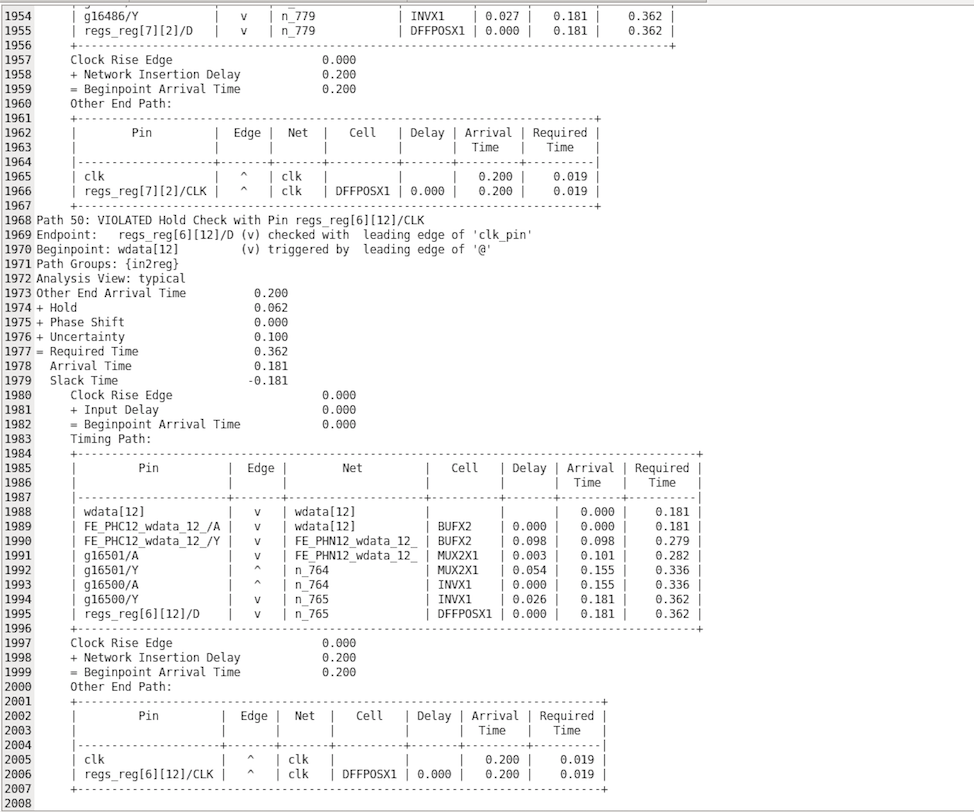 1954 | g16486/Y | v | n_779 | INVX1 | 0.027 | 0.181 | 0.362 |
1955 | regs_reg[7][2]/D | v | n_779 | DFFPOSX1 | 0.000 | 0.181 | 0.362 |
1956 +---------------------------------------------------------------------------------------+
1957 Clock Rise Edge 0.000
1958 + Network Insertion Delay 0.200
1959 = Beginpoint Arrival Time 0.200
1960 Other End Path:
1961 +-----------------------------------------------------------------------------+
1962 | Pin | Edge | Net | Cell | Delay | Arrival | Required |
1963 | | | | | | Time | Time |
1964 |--------------------+------+-------+----------+-------+---------+----------|
1965 | clk | ^ | clk | | | 0.200 | 0.019 |
1966 | regs_reg[7][2]/CLK | ^ | clk | DFFPOSX1 | 0.000 | 0.200 | 0.019 |
1967 +-----------------------------------------------------------------------------+
1968 Path 50: VIOLATED Hold Check with Pin regs_reg[6][12]/CLK
1969 Endpoint: regs_reg[6][12]/D (v) checked with leading edge of 'clk_pin'
1970 Beginpoint: wdata[12] (v) triggered by leading edge of '@'
1971 Path Groups: {in2reg}
1972 Analysis View: typical
1973 Other End Arrival Time 0.200
1974 + Hold 0.062
1975 + Phase Shift 0.000
1976 + Uncertainty 0.100
1977 = Required Time 0.362
1978 Arrival Time 0.181
1979 Slack Time -0.181
1980 Clock Rise Edge 0.000
1981 + Input Delay 0.000
1982 = Beginpoint Arrival Time 0.000
1983 Timing Path:
1984 +-------------------------------------------------------------------------------------------+
1985 | Pin | Edge | Net | Cell | Delay | Arrival | Required |
1986 | | | | | | Time | Time |
1987 |----------------------+------+--------------------+----------+-------+---------+----------|
1988 | wdata[12] | v | wdata[12] | | | 0.000 | 0.181 |
1989 | FE_PHC12_wdata_12_/A | v | wdata[12] | BUFX2 | 0.000 | 0.000 | 0.181 |
1990 | FE_PHC12_wdata_12_/Y | v | FE_PHN12_wdata_12_ | BUFX2 | 0.098 | 0.098 | 0.279 |
1991 | g16501/A | v | FE_PHN12_wdata_12_ | MUX2X1 | 0.003 | 0.101 | 0.282 |
1992 | g16501/Y | ^ | n_764 | MUX2X1 | 0.054 | 0.155 | 0.336 |
1993 | g16500/A | ^ | n_764 | INVX1 | 0.000 | 0.155 | 0.336 |
1994 | g16500/Y | v | n_765 | INVX1 | 0.026 | 0.181 | 0.362 |
1995 | regs_reg[6][12]/D | v | n_765 | DFFPOSX1 | 0.000 | 0.181 | 0.362 |
1996 +-------------------------------------------------------------------------------------------+
1997 Clock Rise Edge 0.000
1998 + Network Insertion Delay 0.200
1999 = Beginpoint Arrival Time 0.200
2000 Other End Path:
2001 +------------------------------------------------------------------------------+
2002 | Pin | Edge | Net | Cell | Delay | Arrival | Required |
2003 | | | | | | Time | Time |
2004 |---------------------+------+-------+----------+-------+---------+----------|
2005 | clk | ^ | clk | | | 0.200 | 0.019 |
2006 | regs_reg[6][12]/CLK | ^ | clk | DFFPOSX1 | 0.000 | 0.200 | 0.019 |
2007 +------------------------------------------------------------------------------+
2008